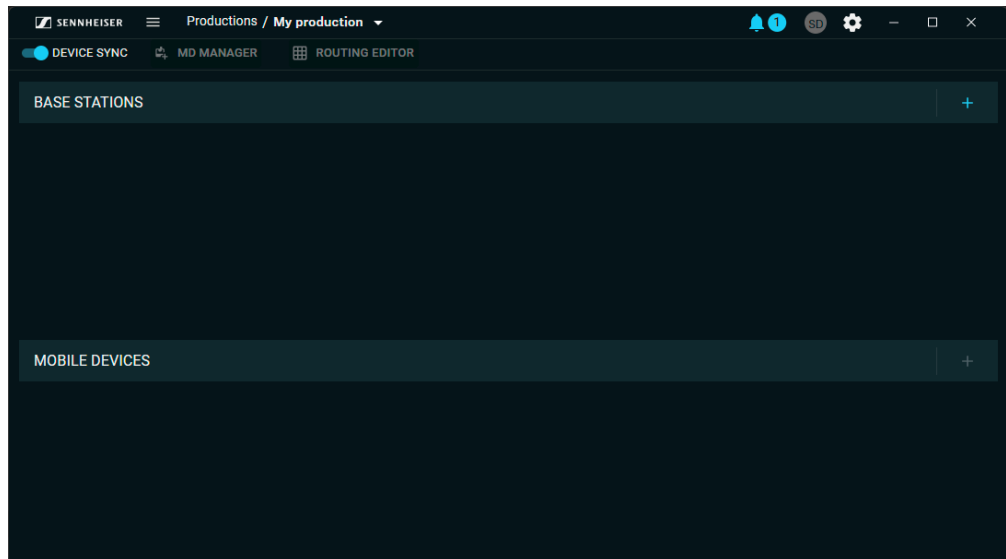 SENNHEISER Productions / My production 1 SD
DEVICE SYNC MD MANAGER ROUTING EDITOR
BASE STATIONS
MOBILE DEVICES